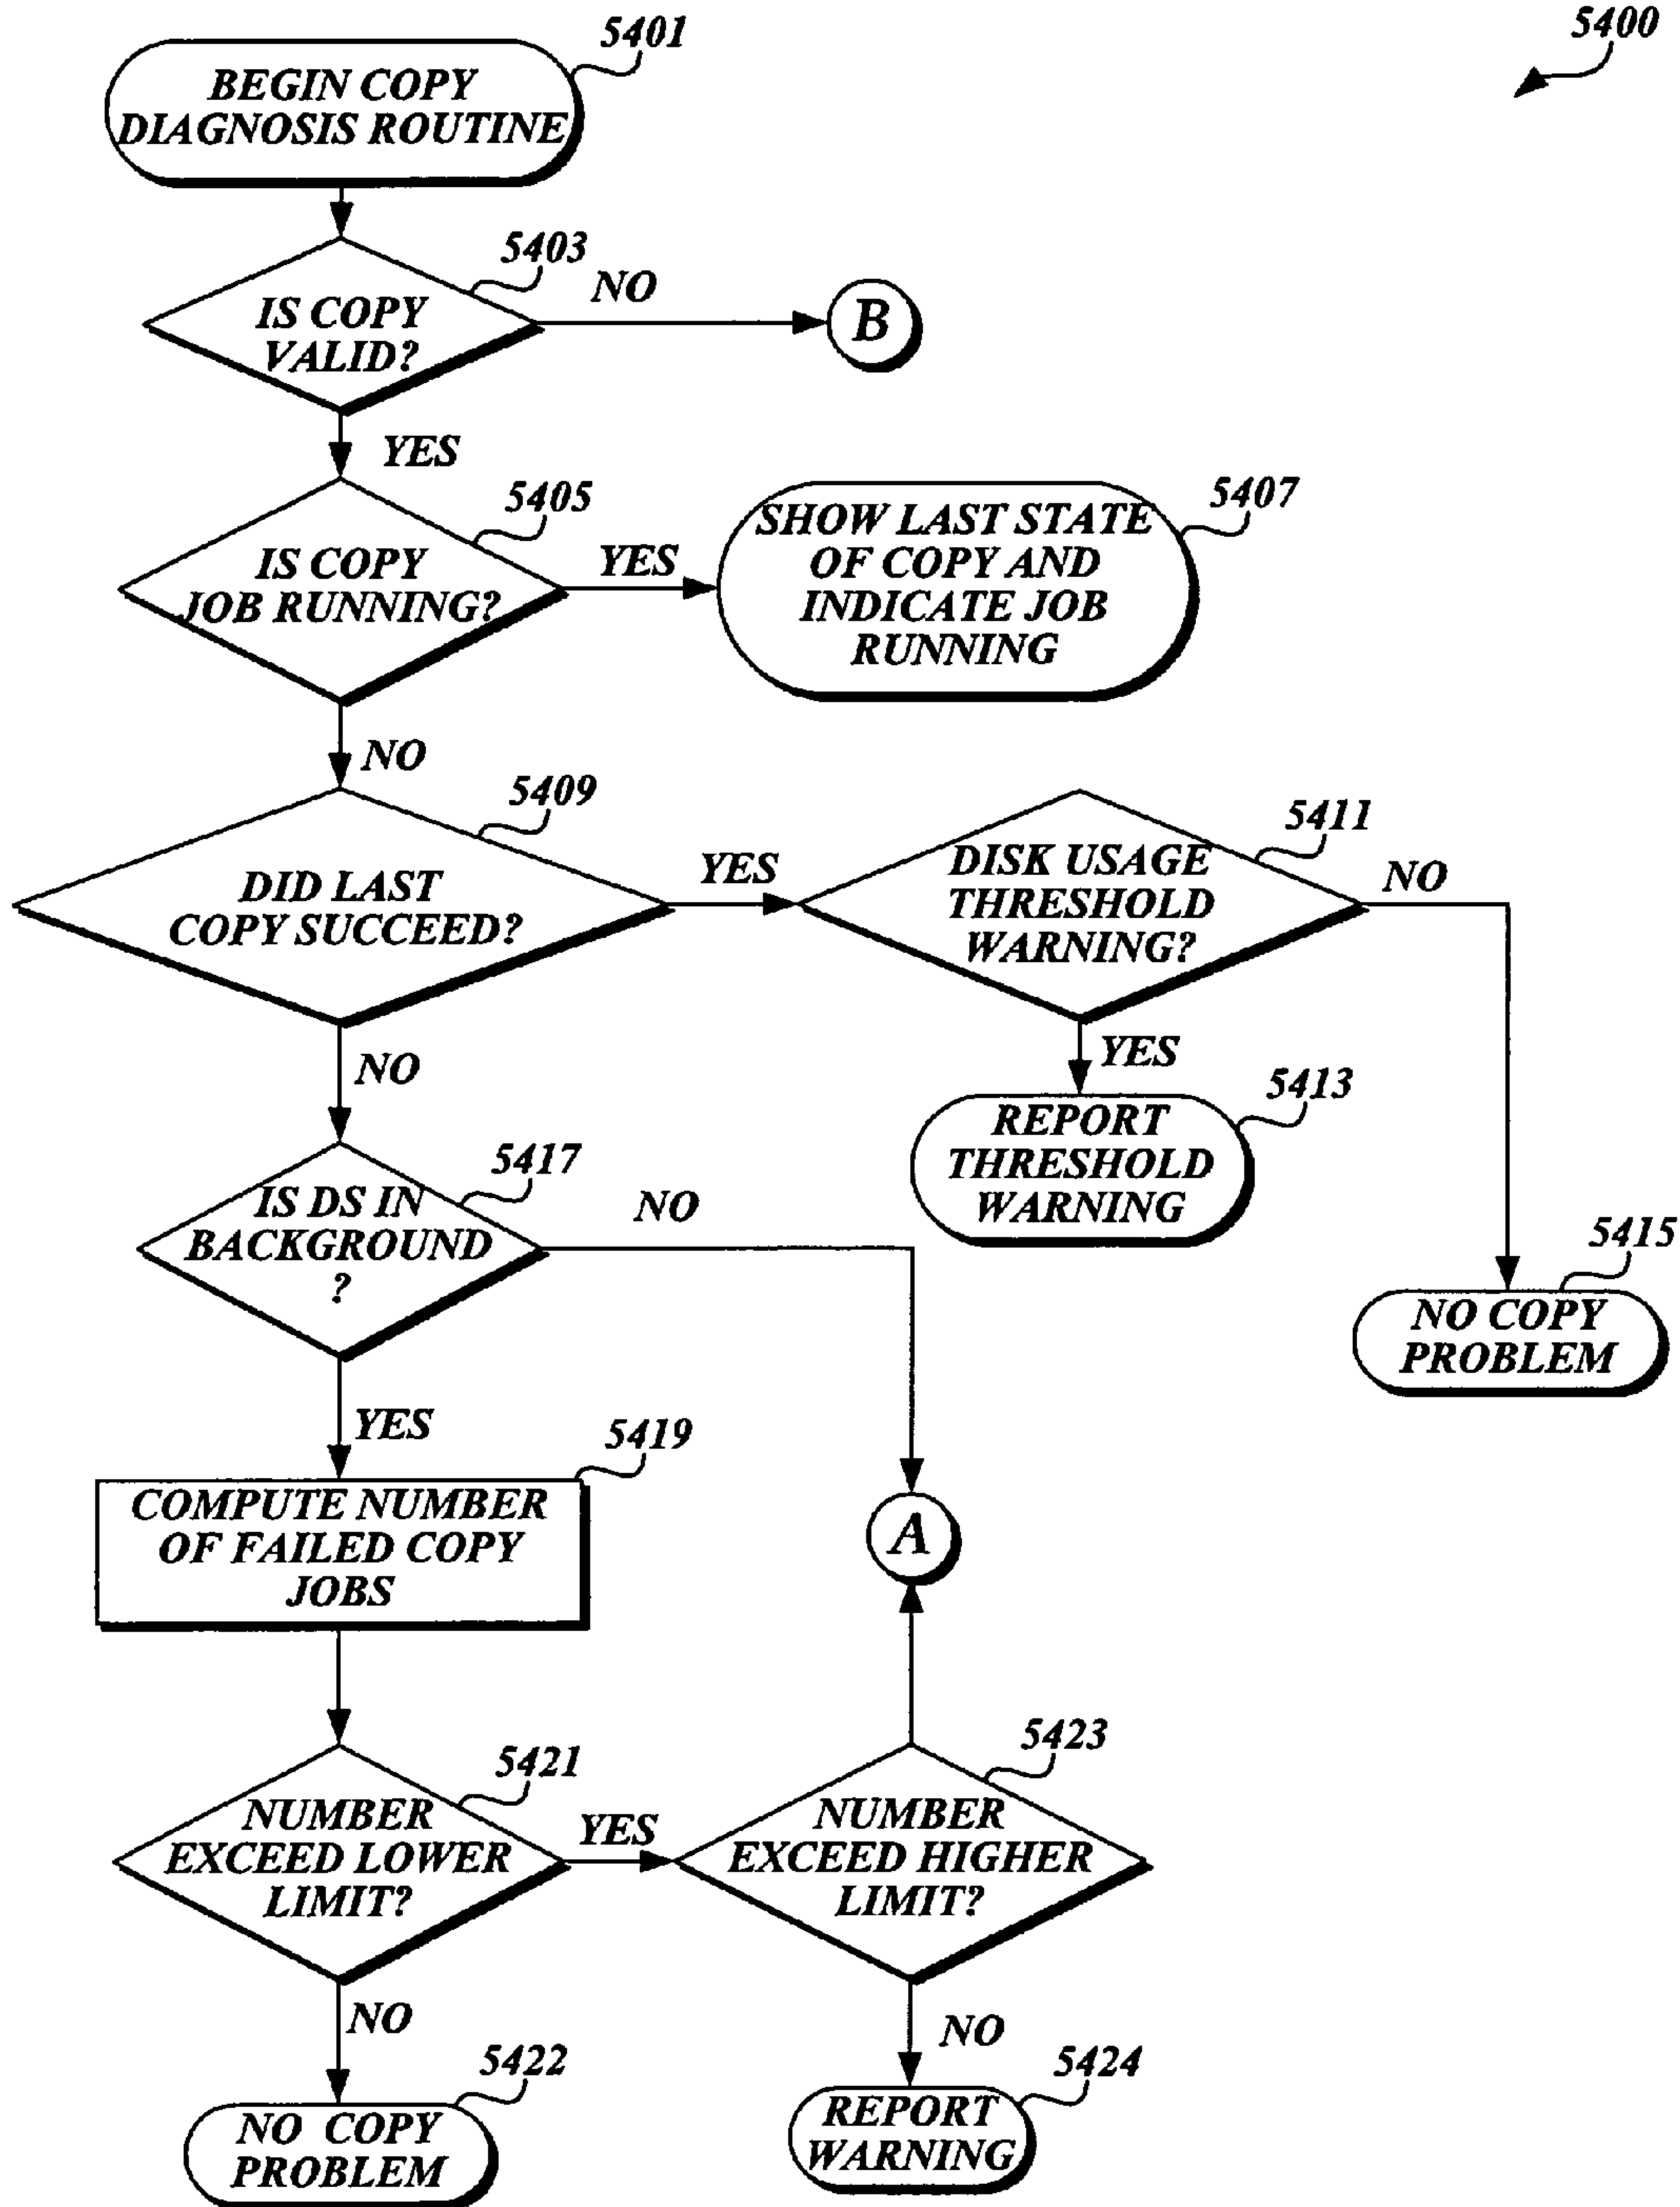 5400
5401
BEGIN COPY
DIAGNOSIS ROUTINE
5403
IS COPY
VALID?
NO
B
YES
5405
IS COPY
JOB RUNNING?
YES
5407
SHOW LAST STATE
OF COPY AND
INDICATE JOB
RUNNING
NO
5409
DID LAST
COPY SUCCEED?
YES
5411
DISK USAGE
THRESHOLD
WARNING?
NO
YES
5413
REPORT
THRESHOLD
WARNING
5415
NO COPY
PROBLEM
NO
5417
IS DS IN
BACKGROUND
?
NO
YES
5419
COMPUTE NUMBER
OF FAILED COPY
JOBS
A
5421
NUMBER
EXCEED LOWER
LIMIT?
YES
5423
NUMBER
EXCEED HIGHER
LIMIT?
NO
5422
NO COPY
PROBLEM
NO
5424
REPORT
WARNING